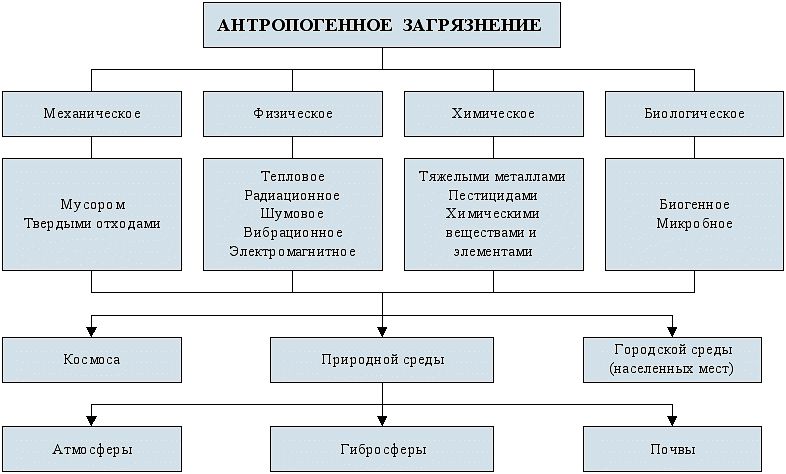 АНТРОПОГЕННОЕ ЗАГРЯЗНЕНИЕ
Механическое
Физическое
Химическое
Биологическое
Мусором
Твердыми отходами
Тепловое
Радиационное
Шумовое
Вибрационное
Электромагнитное
Тяжелыми металлами
Пестицидами
Химическими
веществами и
элементами
Биогенное
Микробное
Космоса
Природной среды
Городской среды
(населенных мест)
Атмосферы
Гибросферы
Почвы